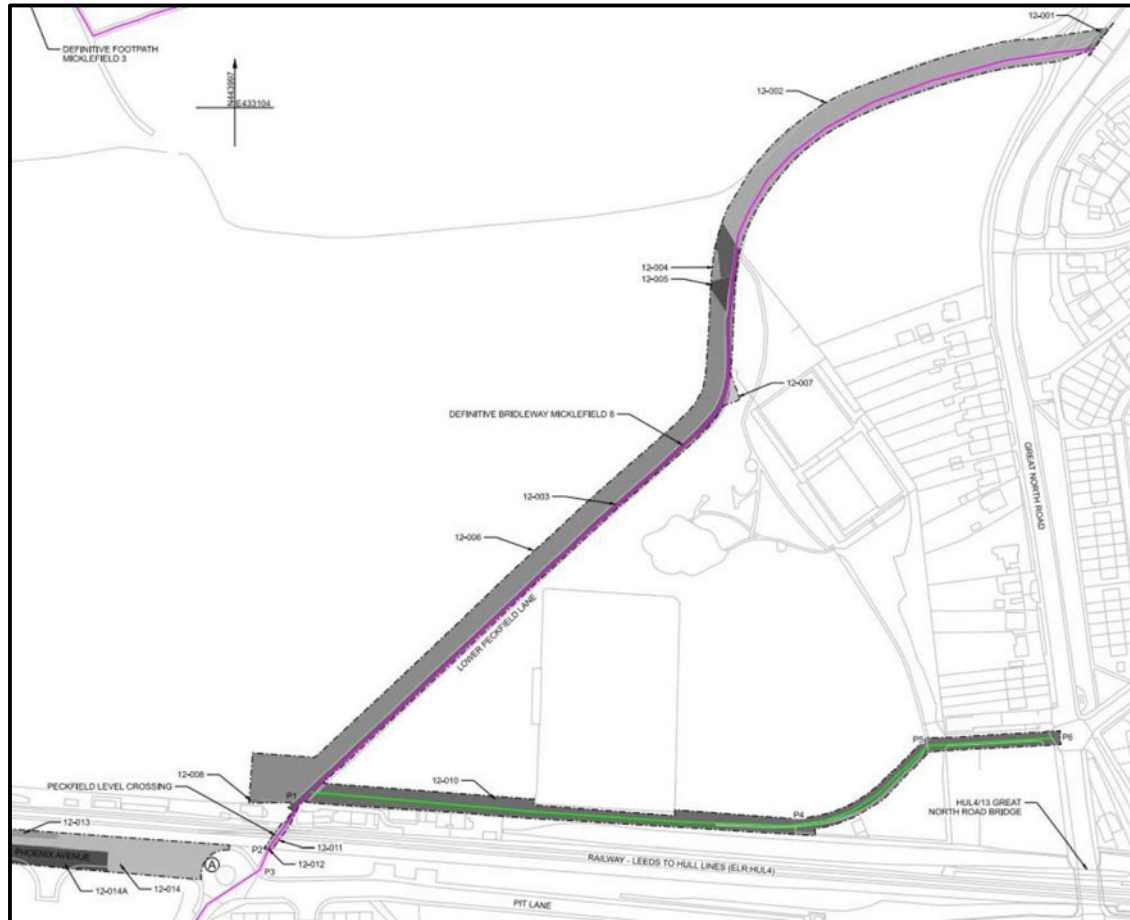 12-001
DEFINITIVE FOOTPATH
MICKLEFIELD 3
N443997
E433104
12-002
12-004
12-005
12-007
DEFINITIVE BRIDLEWAY MICKLEFIELD 8
GREAT NORTH ROAD
12-003
12-006
LOWER PECKFIELD LANE
P5
P6
12-008
12-010
PECKFIELD LEVEL CROSSING
P1
P4
HUL4/13 GREAT
NORTH ROAD BRIDGE
12-013
P2
12-011
PHOENIX AVENUE
A
12-012
RAILWAY - LEEDS TO HULL LINES (ELR:HUL4)
P3
12-014
12-014A
PIT LANE